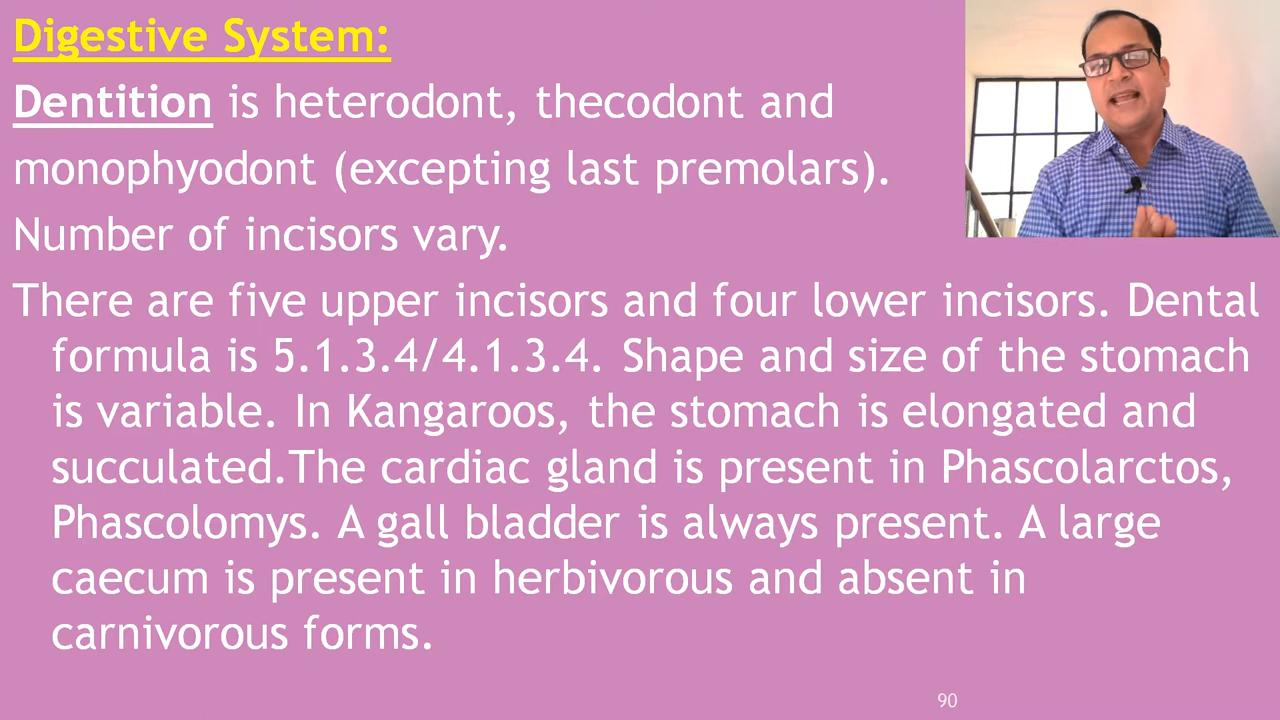 Digestive System:
Dentition is heterodont, thecodont and
monophyodont (excepting last premolars).
Number of incisors vary.
There are five upper incisors and four lower incisors. Dental
formula is 5.1.3.4/4.1.3.4. Shape and size of the stomach
is variable. In Kangaroos, the stomach is elongated and
succulated.The cardiac gland is present in Phascolarctos,
Phascolomys. A gall bladder is always present. A large
caecum is present in herbivorous and absent in
carnivorous forms.
90